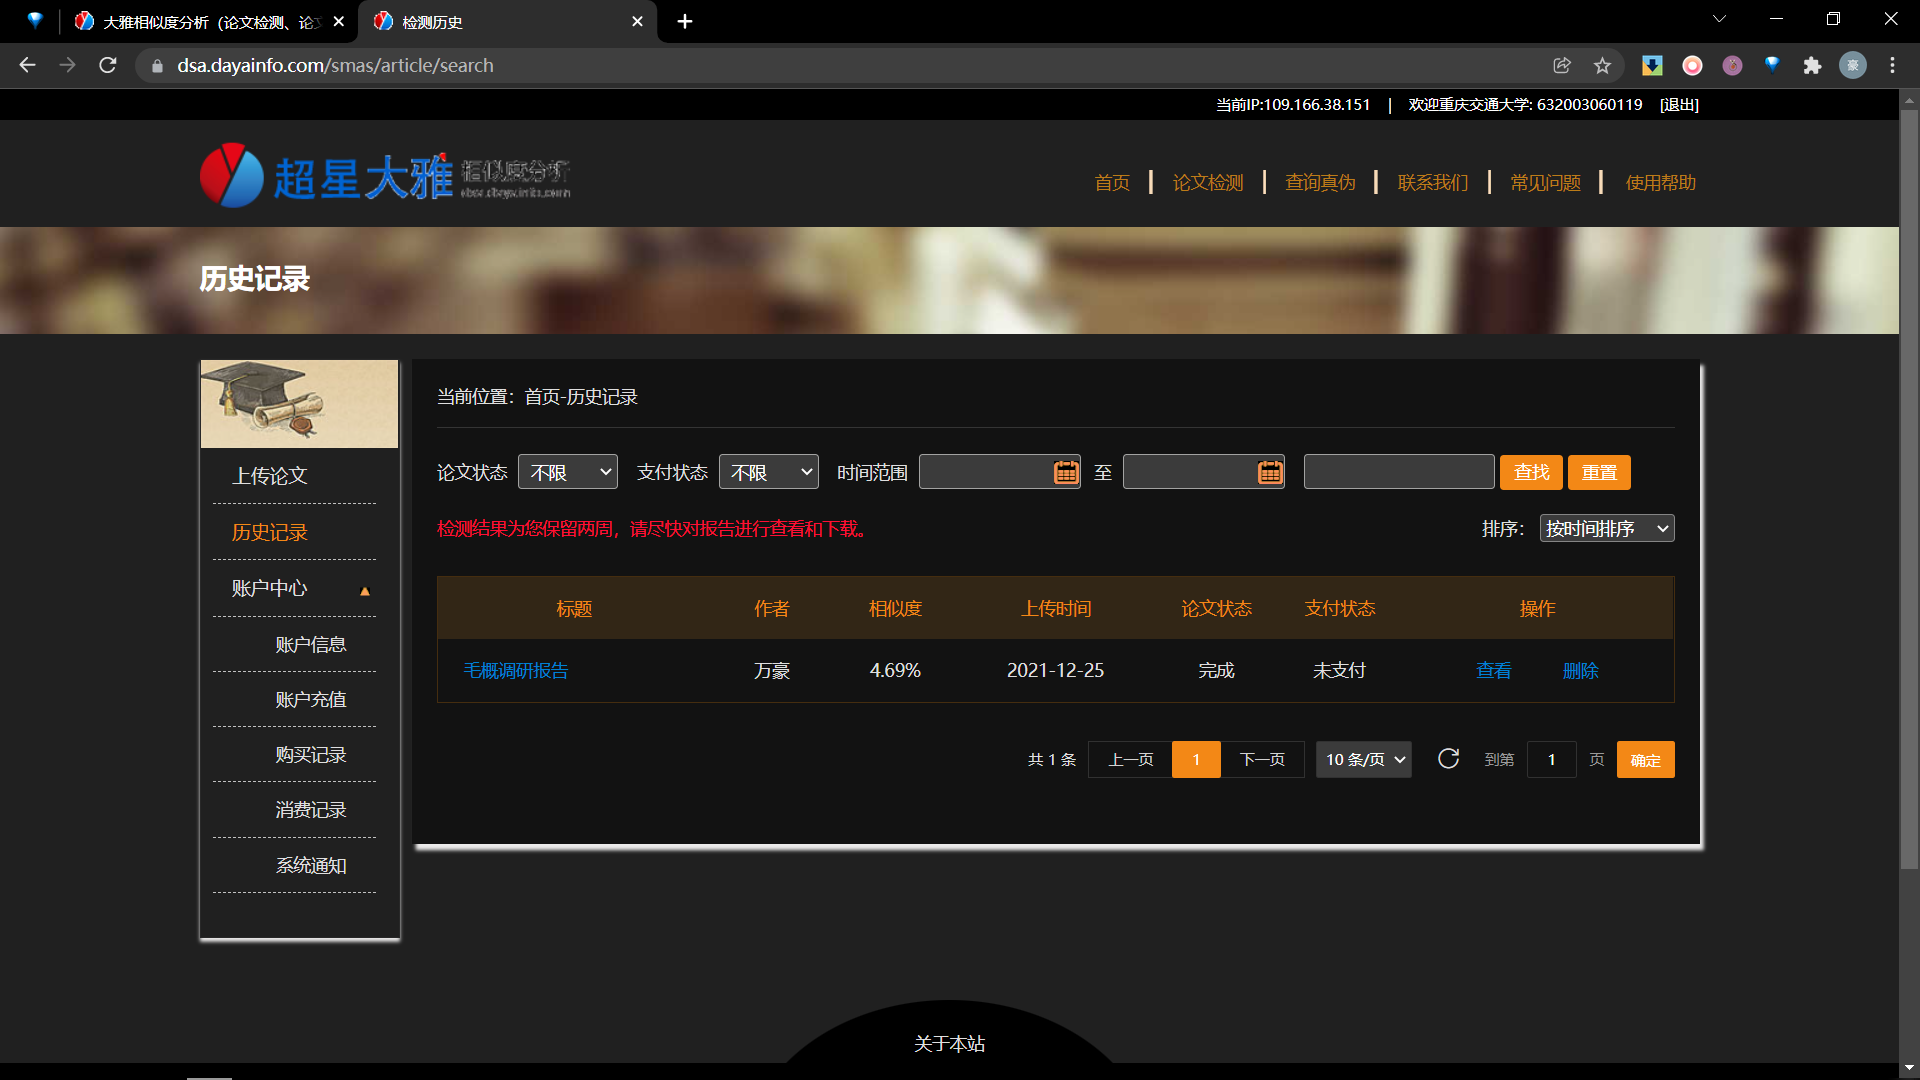 大雅相似度分析（论文检测、论
检测历史
dsa.dayainfo.com/smas/article/search
豪
当前IP:109.166.38.151 | 欢迎重庆交通大学: 632003060119 [退出]
超星大雅 相似度分析
dsa.dayainfo.com
首页 | 论文检测 | 查询真伪 | 联系我们 | 常见问题 | 使用帮助
历史记录
上传论文
历史记录
账户中心
账户信息
账户充值
购买记录
消费记录
系统通知
当前位置：首页-历史记录
论文状态 不限 支付状态 不限 时间范围 至 查找 重置
检测结果为您保留两周，请尽快对报告进行查看和下载。
排序： 按时间排序
标题 作者 相似度 上传时间 论文状态 支付状态 操作
毛概调研报告 万豪 4.69% 2021-12-25 完成 未支付 查看 删除
共 1 条 上一页 1 下一页 10 条/页 到第 1 页 确定
关于本站